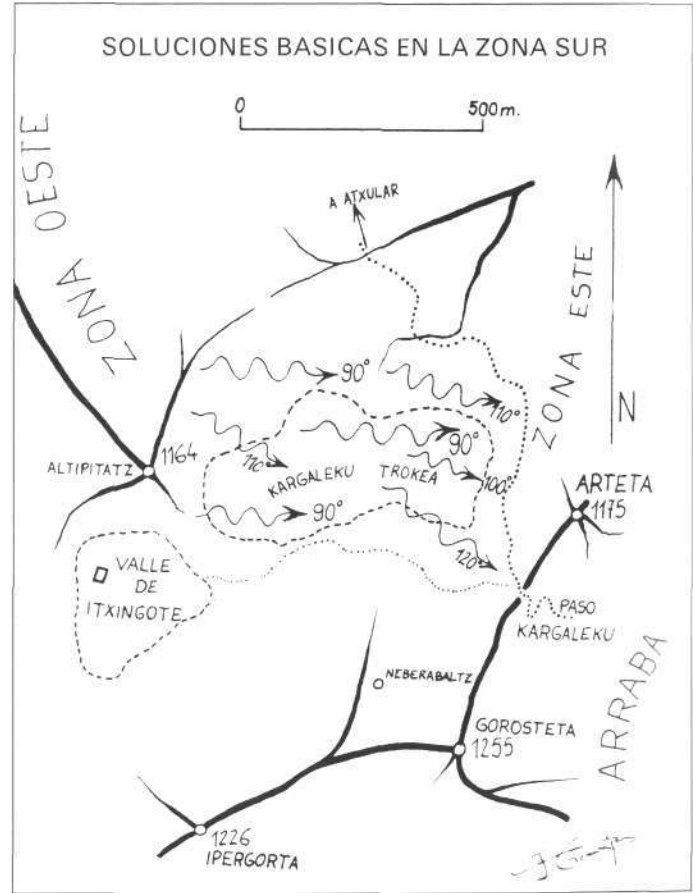 SOLUCIONES BASICAS EN LA ZONA SUR
0 500 m.
ZONA OESTE
A ATXULAR
ZONA ESTE
N
90°
110°
90°
110°
KARGALEKU TROKEA
100°
90°
120°
ALTIPITATZ
1164
ARTETA
1175
VALLE
DE
ITXINGOTE
PASO
KARGALEKU
NEBERABALTZ
GOROSTETA
1255
ARRABA
1226
IPERGORTA